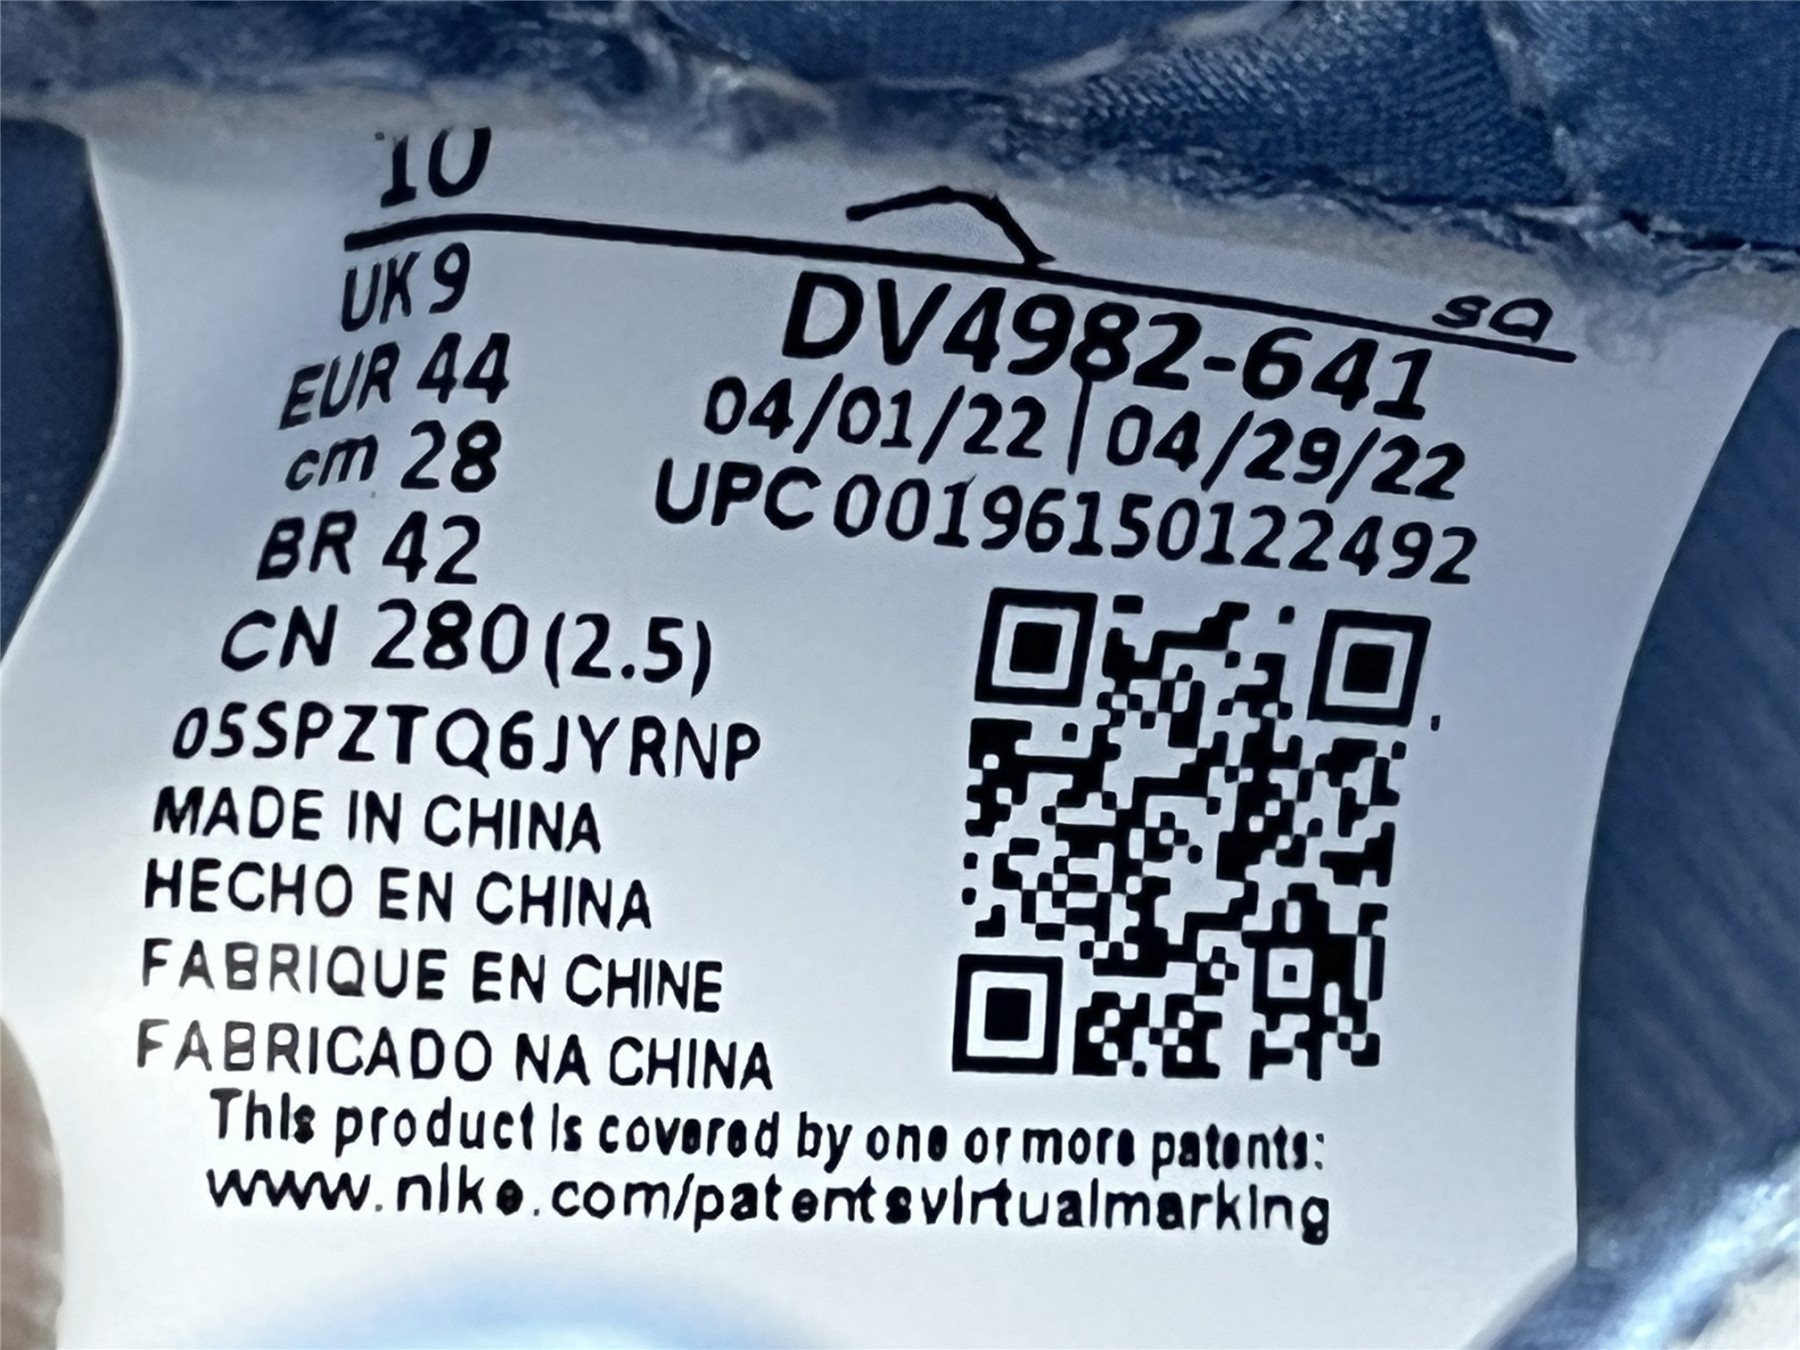 10
SQ
UK 9
EUR 44
cm 28
BR 42
CN 280(2.5)
05SPZTQ6JYRNP
MADE IN CHINA
HECHO EN CHINA
FABRIQUE EN CHINE
FABRICADO NA CHINA
DV4982-641
04/01/22 | 04/29/22
UPC 00196150122492
This product is covered by one or more patents:
www.nike.com/patentsvirtualmarking